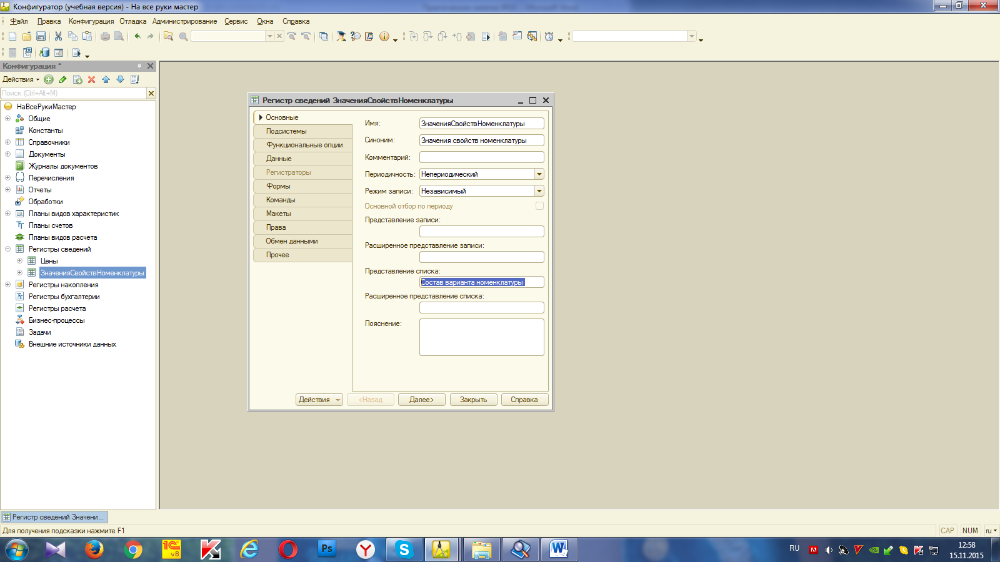 Конфигуратор (учебная версия) - На все руки мастер
Файл Правка Конфигурация Отладка Администрирование Сервис Окна Справка
Конфигурация *
Действия
Поиск (Ctrl+Alt+M)
НаВсеРукиМастер
Общие
Константы
Справочники
Документы
Журналы документов
Перечисления
Отчеты
Обработки
Планы видов характеристик
Планы счетов
Планы видов расчета
Регистры сведений
Цены
ЗначенияСвойствНоменклатуры
Регистры накопления
Регистры бухгалтерии
Регистры расчета
Бизнес-процессы
Задачи
Внешние источники данных
Регистр сведений ЗначенияСвойствНоменклатуры
Основные
Подсистемы
Функциональные опции
Данные
Регистраторы
Формы
Команды
Макеты
Права
Обмен данными
Прочее
Имя: ЗначенияСвойствНоменклатуры
Синоним: Значения свойств номенклатуры
Комментарий:
Периодичность: Непериодический
Режим записи: Независимый
Основной отбор по периоду
Представление записи:
Расширенное представление записи:
Представление списка:
Состав варианта номенклатуры
Расширенное представление списка:
Пояснение:
Действия <Назад Далее> Закрыть Справка
Регистр сведений Значени...
Для получения подсказки нажмите F1
CAP NUM ru
1C v8 Ps
RU
12:58
15.11.2015